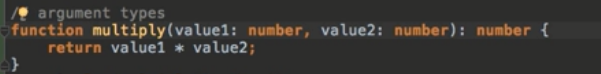 // argument types
function multiply(value1: number, value2: number): number {
return value1 * value2;
}